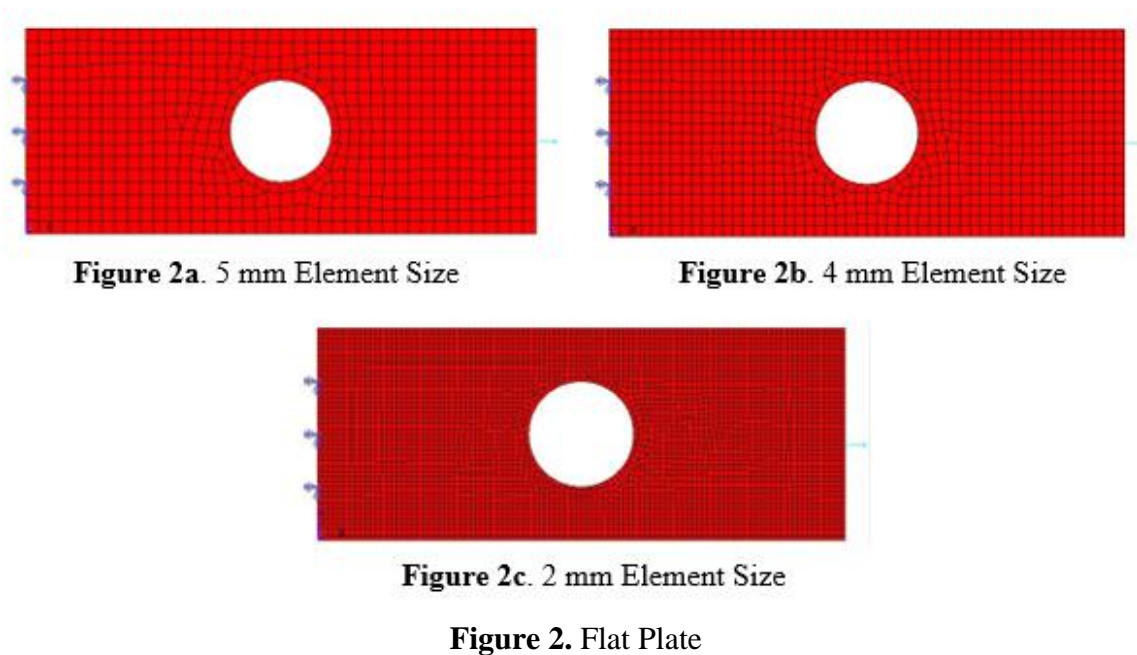 Figure 2a. 5 mm Element Size
Figure 2b. 4 mm Element Size
Figure 2c. 2 mm Element Size
Figure 2. Flat Plate